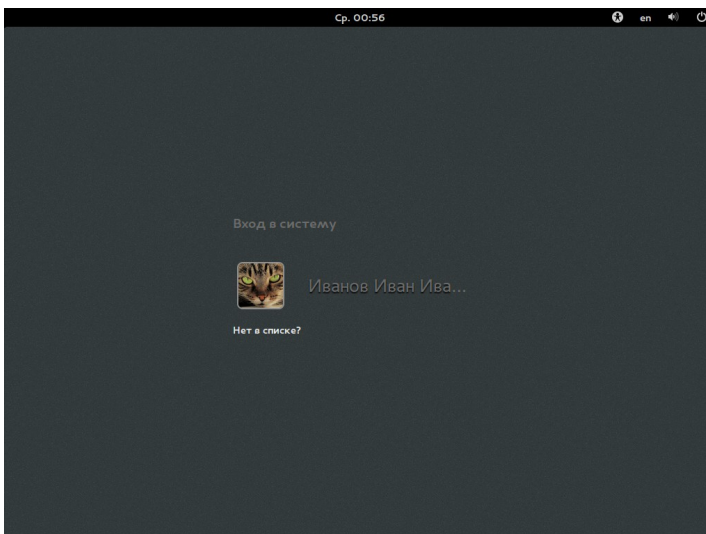 Ср. 00:56
en
Вход в систему
Иванов Иван Ива...
Нет в списке?